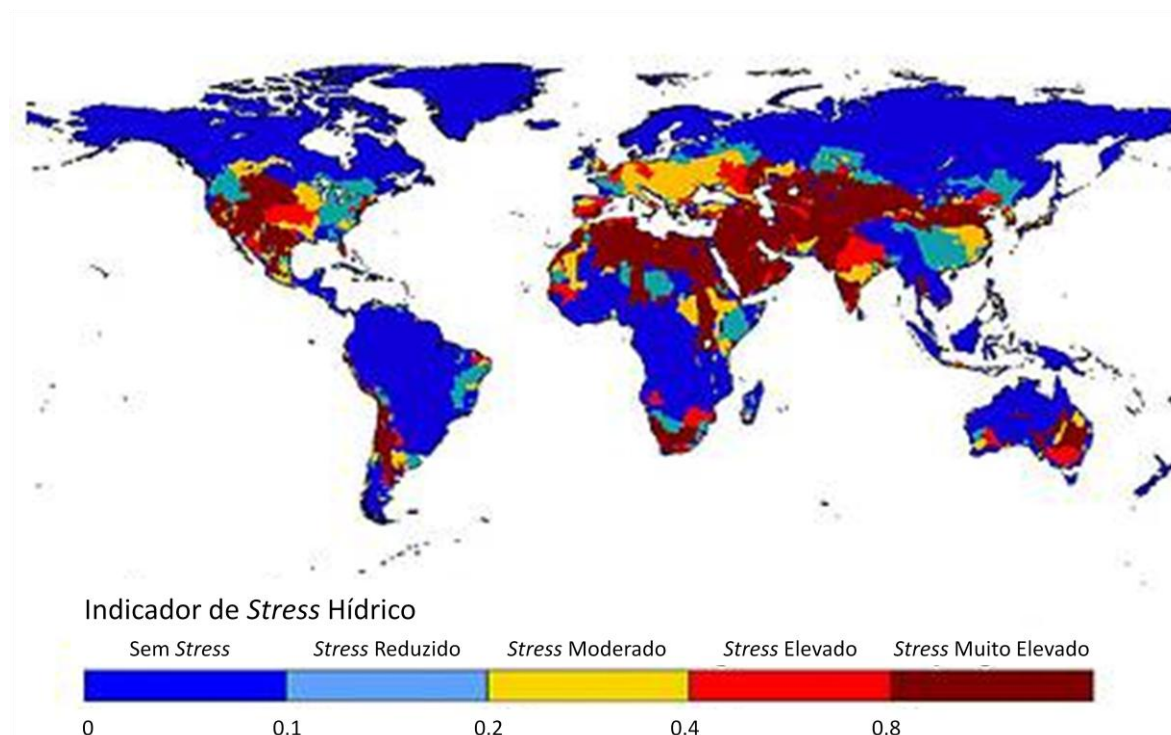 Indicador de Stress Hídrico
Sem Stress Stress Reduzido Stress Moderado Stress Elevado Stress Muito Elevado
0 0.1 0.2 0.4 0.8